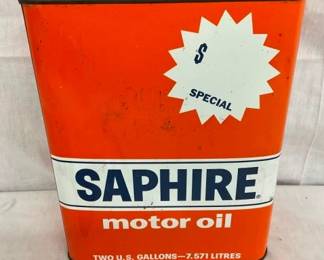 $
SPECIAL
SAPHIRE®
motor oil
TWO U.S. GALLONS—7.571 LITRES